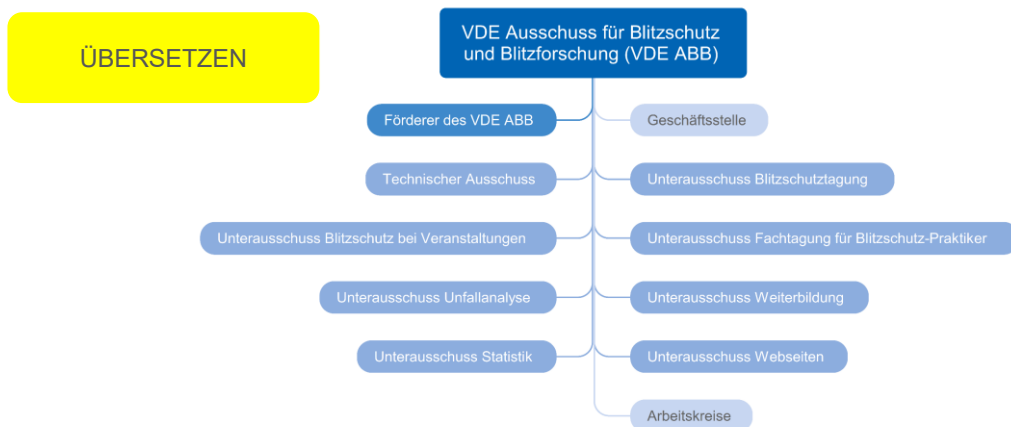 ÜBERSETZEN
VDE Ausschuss für Blitzschutz
und Blitzforschung (VDE ABB)
Förderer des VDE ABB
Geschäftsstelle
Technischer Ausschuss
Unterausschuss Blitzschutztagung
Unterausschuss Blitzschutz bei Veranstaltungen
Unterausschuss Fachtagung für Blitzschutz-Praktiker
Unterausschuss Unfallanalyse
Unterausschuss Weiterbildung
Unterausschuss Statistik
Unterausschuss Webseiten
Arbeitskreise